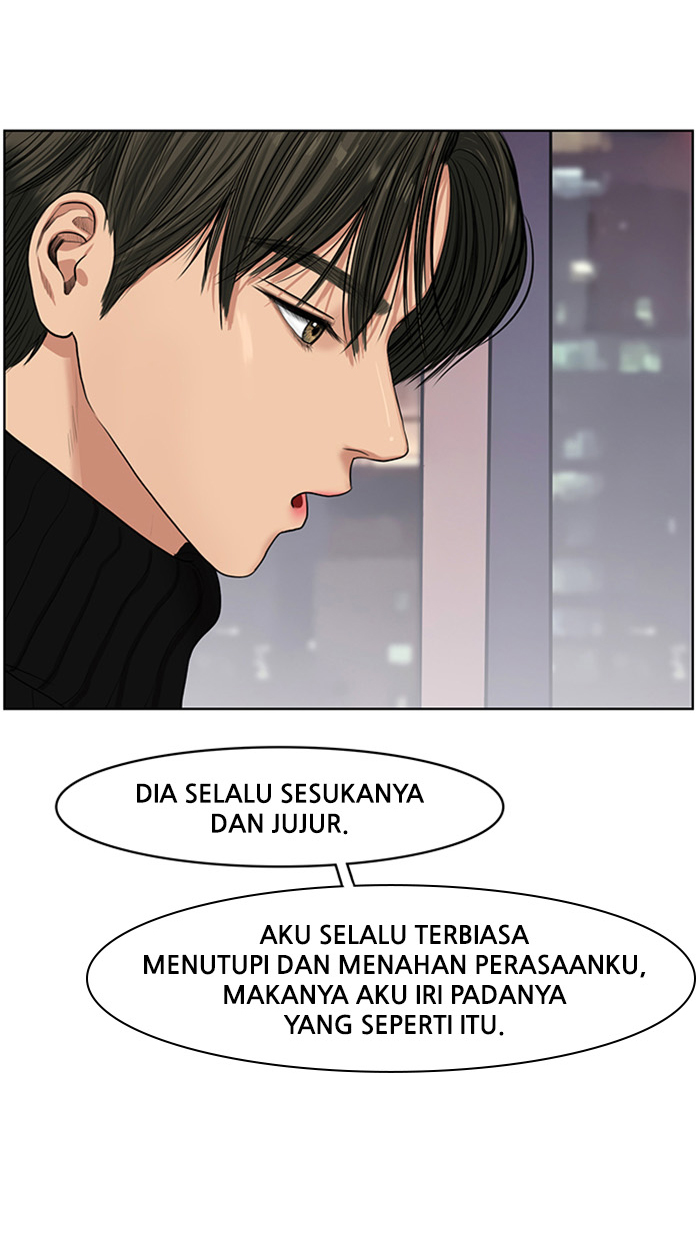 DIA SELALU SESUKANYA
DAN JUJUR.
AKU SELALU TERBIASA
MENUTUPI DAN MENAHAN PERASAANKU,
MAKANYA AKU IRI PADANYA
YANG SEPERTI ITU.